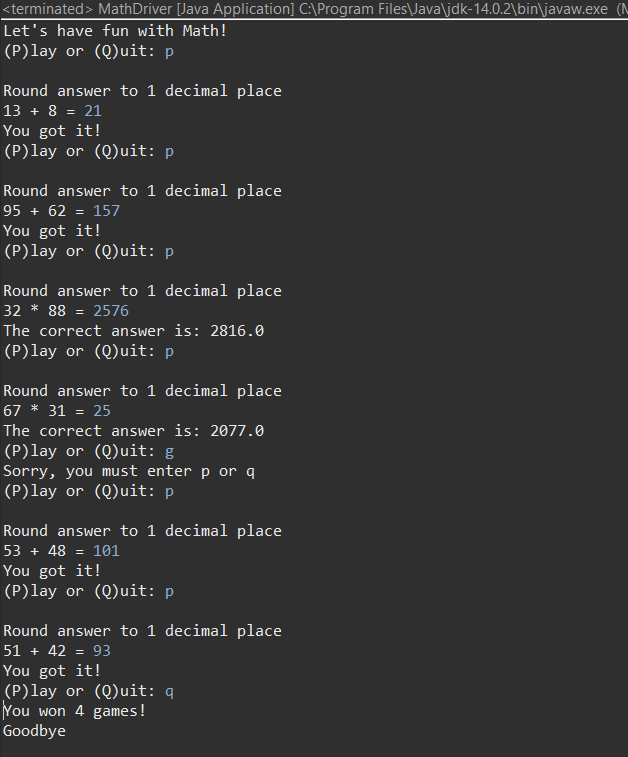 <terminated> MathDriver [Java Application] C:\Program Files\Java\jdk-14.0.2\bin\javaw.exe (M
Let's have fun with Math!
(P)lay or (Q)uit: p
Round answer to 1 decimal place
13 + 8 = 21
You got it!
(P)lay or (Q)uit: p
Round answer to 1 decimal place
95 + 62 = 157
You got it!
(P)lay or (Q)uit: p
Round answer to 1 decimal place
32 * 88 = 2576
The correct answer is: 2816.0
(P)lay or (Q)uit: p
Round answer to 1 decimal place
67 * 31 = 25
The correct answer is: 2077.0
(P)lay or (Q)uit: g
Sorry, you must enter p or q
(P)lay or (Q)uit: p
Round answer to 1 decimal place
53 + 48 = 101
You got it!
(P)lay or (Q)uit: p
Round answer to 1 decimal place
51 + 42 = 93
You got it!
(P)lay or (Q)uit: q
You won 4 games!
Goodbye